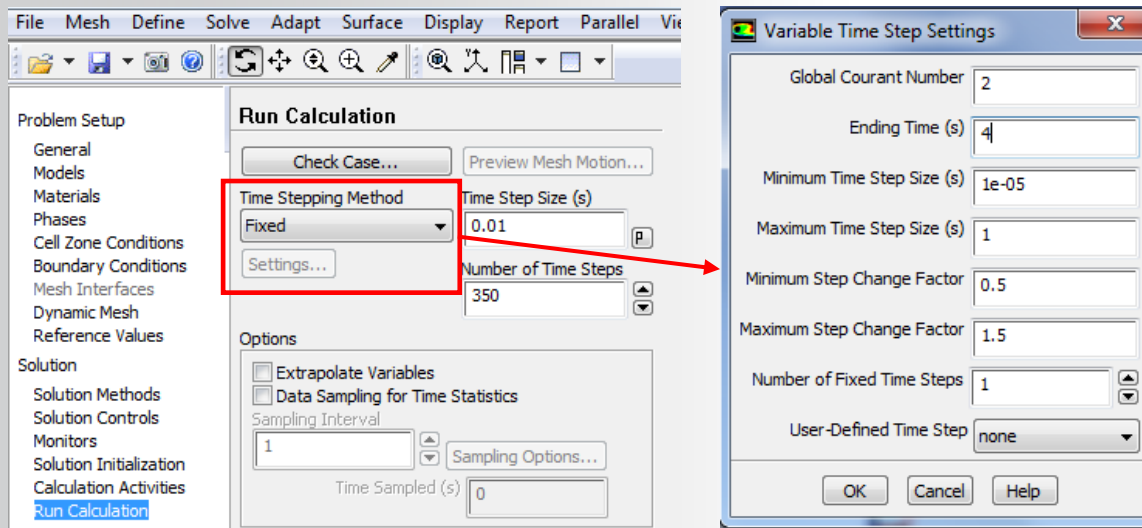 File Mesh Define Solve Adapt Surface Display Report Parallel
Problem Setup
General
Models
Materials
Phases
Cell Zone Conditions
Boundary Conditions
Mesh Interfaces
Dynamic Mesh
Reference Values
Solution
Solution Methods
Solution Controls
Monitors
Solution Initialization
Calculation Activities
Run Calculation
Run Calculation
Check Case... Preview Mesh Motion...
Time Stepping Method Time Step Size (s)
Fixed 0.01 P
Settings... Number of Time Steps
350
Options
Extrapolate Variables
Data Sampling for Time Statistics
Sampling Interval
1 Sampling Options...
Time Sampled (s) 0
Variable Time Step Settings
Global Courant Number 2
Ending Time (s) 4
Minimum Time Step Size (s) 1e-05
Maximum Time Step Size (s) 1
Minimum Step Change Factor 0.5
Maximum Step Change Factor 1.5
Number of Fixed Time Steps 1
User-Defined Time Step none
OK Cancel Help